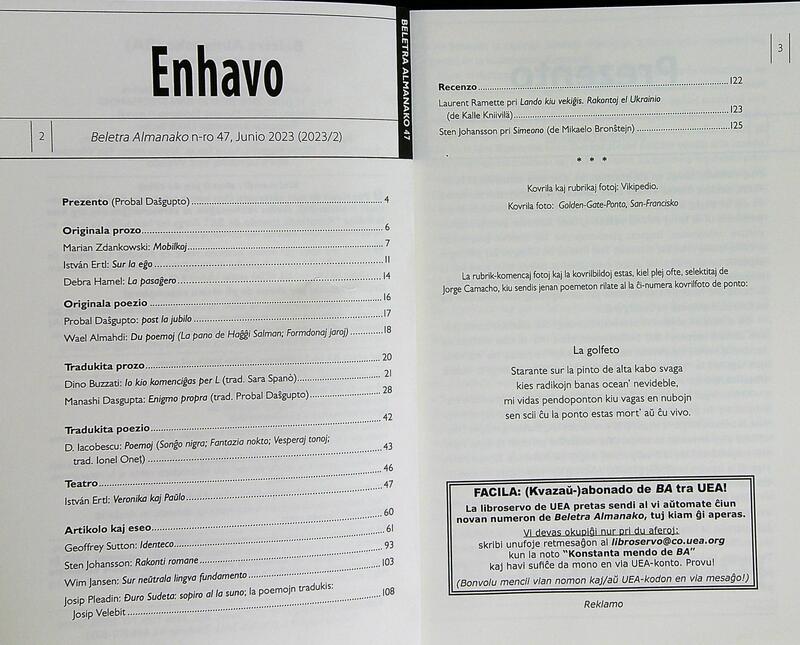 Enhavo
2
Beletra Almanako n-ro 47, Junio 2023 (2023/2)
Prezento (Probal Daŝgupto) 4
Originala prozo 6
Marian Zdankowski: Mobilkoj 7
István Ertl: Sur la eĝo 11
Debra Hamel: La pasaĝero 14
Originala poezio 16
Probal Daŝgupto: post la jubilo 17
Wael Almahdi: Du poemoj (La pano de Haĝĝi Salman; Formdonaj jaroj) 18
Tradukita prozo 20
Dino Buzzati: Io kio komenciĝas per L (trad. Sara Spanò) 21
Manashi Dasgupta: Enigmo propra (trad. Probal Daŝgupto) 28
Tradukita poezio 42
D. Iacobescu: Poemoj (Sonĝo nigra; Fantazia nokto; Vesperaj tonoj;
trad. Ionel Oneț) 43
Teatro 46
István Ertl: Veronika kaj Paŭlo 47
Artikolo kaj eseo 60
Geoffrey Sutton: Identeco 61
Sten Johansson: Rakonti romane 93
Wim Jansen: Sur neŭtrala lingva fundamento 103
Josip Pleadin: Đuro Sudeta: sopiro al la suno; la poemojn tradukis:
Josip Velebit 108
BELETRA ALMANAKO 47
3
Recenzo 122
Laurent Ramette pri Lando kiu vekiĝis. Rakontoj el Ukrainio
(de Kalle Kniivilä) 123
Sten Johansson pri Simeono (de Mikaelo Bronŝtejn) 125
* * *
Kovrila kaj rubrikaj fotoj: Vikipedio.
Kovrila foto: Golden-Gate-Ponto, San-Francisko
La rubrik-komencaj fotoj kaj la kovrilbildoj estas, kiel plej ofte, selektitaj de
Jorge Camacho, kiu sendis jenan poemeton rilate al la ĉi-numera kovrilfoto de ponto:
La golfeto
Starante sur la pinto de alta kabo svaga
kies radikojn banas ocean' nevideble,
mi vidas pendoponton kiu vagas en nubojn
sen scii ĉu la ponto estas mort' aŭ ĉu vivo.
FACILA: (Kvazaŭ-)abonado de BA tra UEA!
La libroservo de UEA pretas sendi al vi aŭtomate ĉiun
novan numeron de Beletra Almanako, tuj kiam ĝi aperas.
Vi devas okupiĝi nur pri du aferoj:
skribi unufoje retmesaĝon al libroservo@co.uea.org
kun la noto "Konstanta mendo de BA"
kaj havi sufiĉe da mono en via UEA-konto. Provu!
(Bonvolu mencii vian nomon kaj/aŭ UEA-kodon en via mesaĝo!)
Reklamo